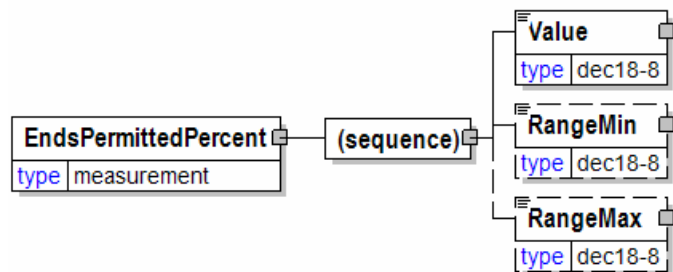 Value
type dec18-8
EndsPermittedPercent
type measurement
(sequence)
RangeMin
type dec18-8
RangeMax
type dec18-8